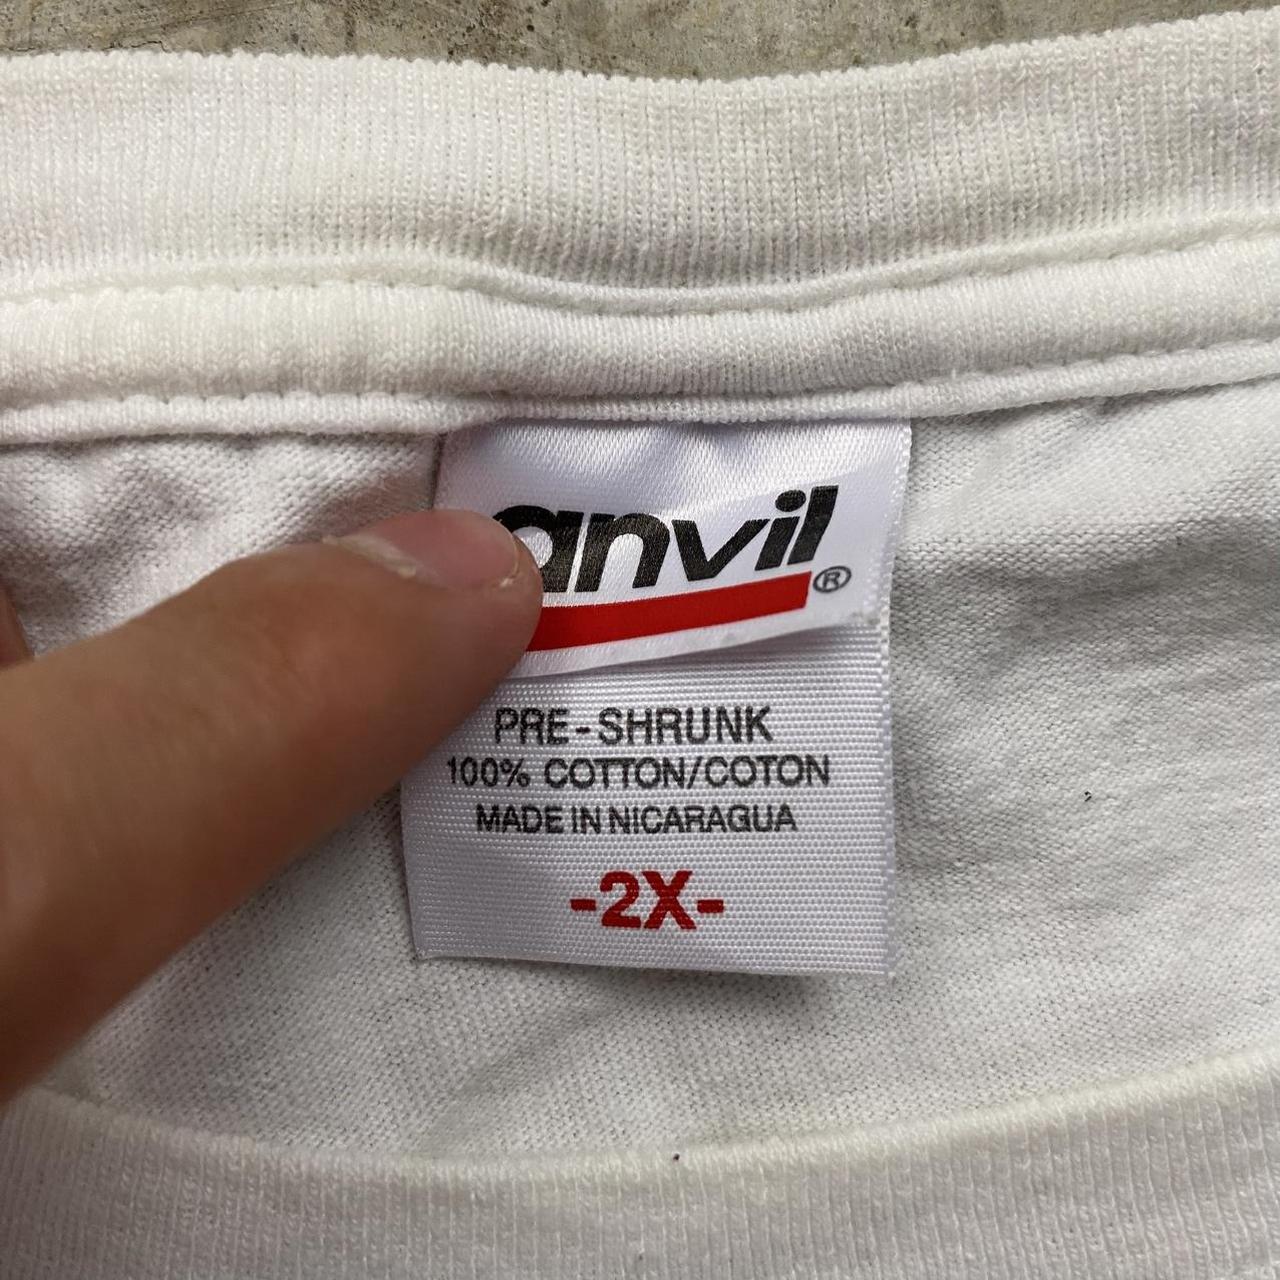 anvil®
PRE-SHRUNK
100% COTTON/COTON
MADE IN NICARAGUA
-2X-